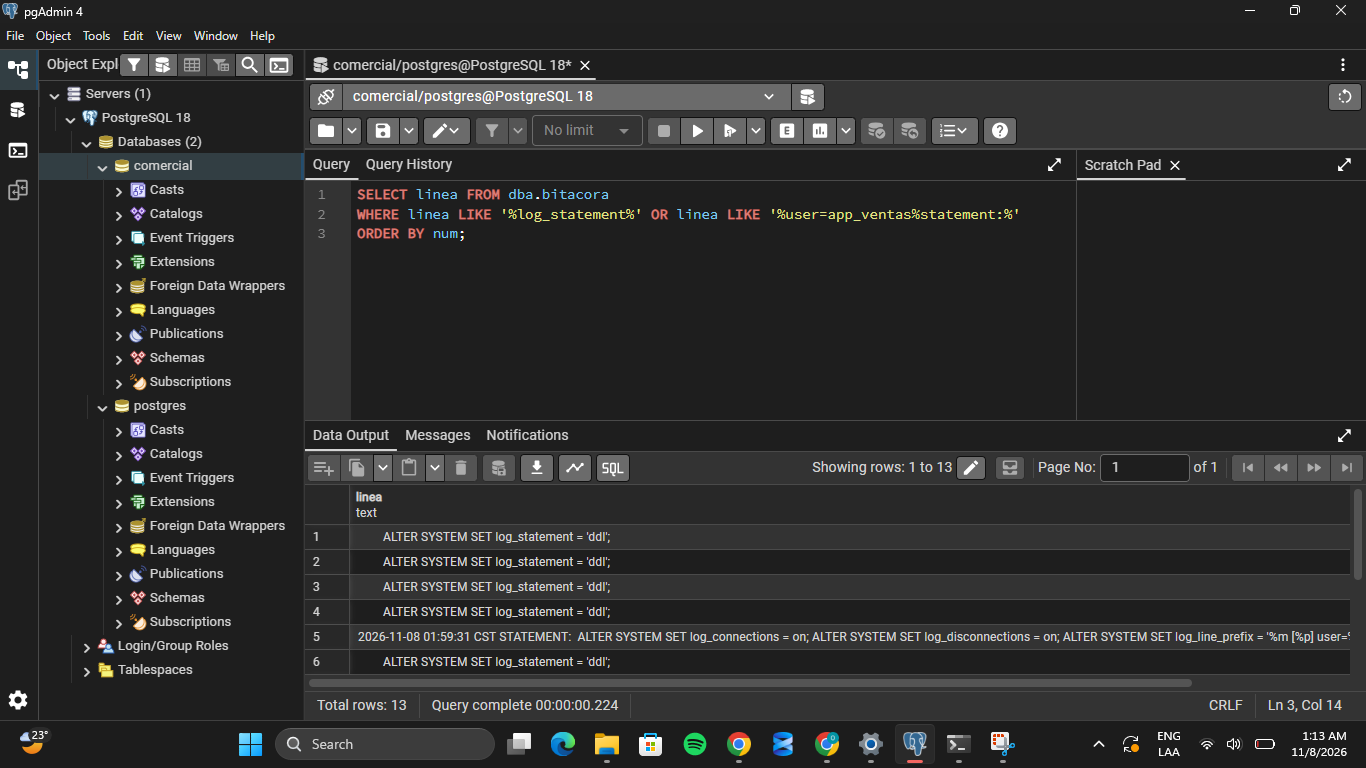 pgAdmin 4
File Object Tools Edit View Window Help
Object Expl
comercial/postgres@PostgreSQL 18*
comercial/postgres@PostgreSQL 18
Servers (1)
PostgreSQL 18
Databases (2)
comercial
Casts
Catalogs
Event Triggers
Extensions
Foreign Data Wrappers
Languages
Publications
Schemas
Subscriptions
postgres
Casts
Catalogs
Event Triggers
Extensions
Foreign Data Wrappers
Languages
Publications
Schemas
Subscriptions
Login/Group Roles
Tablespaces
No limit
E
Query Query History
Scratch Pad
1 SELECT linea FROM dba.bitacora
2 WHERE linea LIKE '%log_statement%' OR linea LIKE '%user=app_ventas%statement:%'
3 ORDER BY num;
Data Output Messages Notifications
SQL
Showing rows: 1 to 13
Page No: 1 of 1
linea
text
1 ALTER SYSTEM SET log_statement = 'ddl';
2 ALTER SYSTEM SET log_statement = 'ddl';
3 ALTER SYSTEM SET log_statement = 'ddl';
4 ALTER SYSTEM SET log_statement = 'ddl';
5 2026-11-08 01:59:31 CST STATEMENT: ALTER SYSTEM SET log_connections = on; ALTER SYSTEM SET log_disconnections = on; ALTER SYSTEM SET log_line_prefix = '%m [%p] user=
6 ALTER SYSTEM SET log_statement = 'ddl';
Total rows: 13
Query complete 00:00:00.224
CRLF
Ln 3, Col 14
23°
Search
ENG
LAA
1:13 AM
11/8/2026